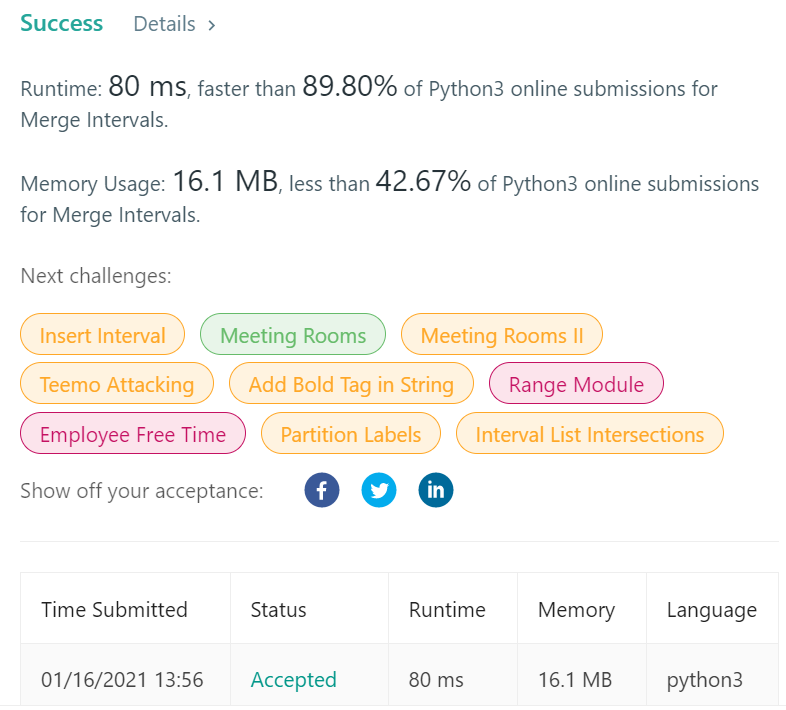 Success Details >
Runtime: 80 ms, faster than 89.80% of Python3 online submissions for
Merge Intervals.
Memory Usage: 16.1 MB, less than 42.67% of Python3 online submissions
for Merge Intervals.
Next challenges:
Insert Interval Meeting Rooms Meeting Rooms II
Teemo Attacking Add Bold Tag in String Range Module
Employee Free Time Partition Labels Interval List Intersections
Show off your acceptance: f in
Time Submitted Status Runtime Memory Language
01/16/2021 13:56 Accepted 80 ms 16.1 MB python3